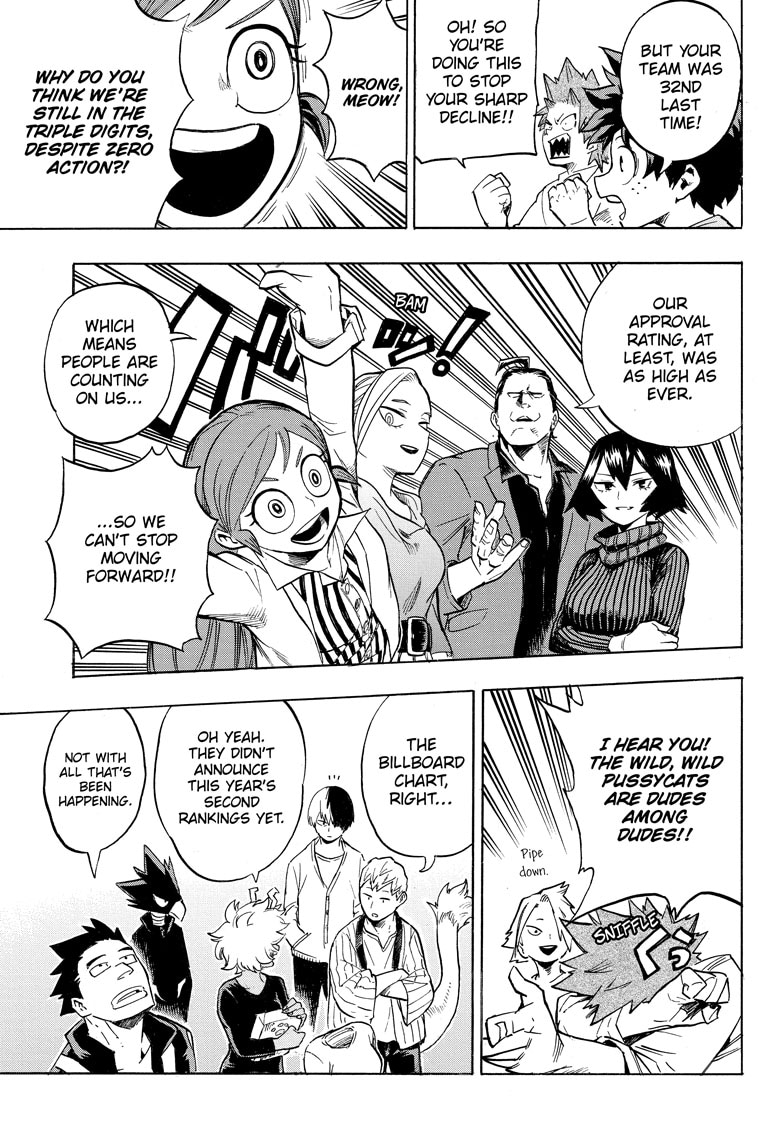 BUT YOUR
TEAM WAS
32ND
LAST
TIME!
OH! SO
YOU'RE
DOING THIS
TO STOP
YOUR SHARP
DECLINE!!
WRONG,
MEOW!
WHY DO YOU
THINK WE'RE
STILL IN THE
TRIPLE DIGITS,
DESPITE ZERO
ACTION?!
OUR
APPROVAL
RATING, AT
LEAST, WAS
AS HIGH AS
EVER.
BAM
WHICH
MEANS
PEOPLE ARE
COUNTING
ON US...
...SO WE
CAN'T STOP
MOVING
FORWARD!!
I HEAR YOU!
THE WILD, WILD
PUSSYCATS
ARE DUDES
AMONG
DUDES!!
Pipe
down.
SNIFFLE
THE
BILLBOARD
CHART,
RIGHT...
OH YEAH.
THEY DIDN'T
ANNOUNCE
THIS YEAR'S
SECOND
RANKINGS YET.
NOT WITH
ALL THAT'S
BEEN
HAPPENING.